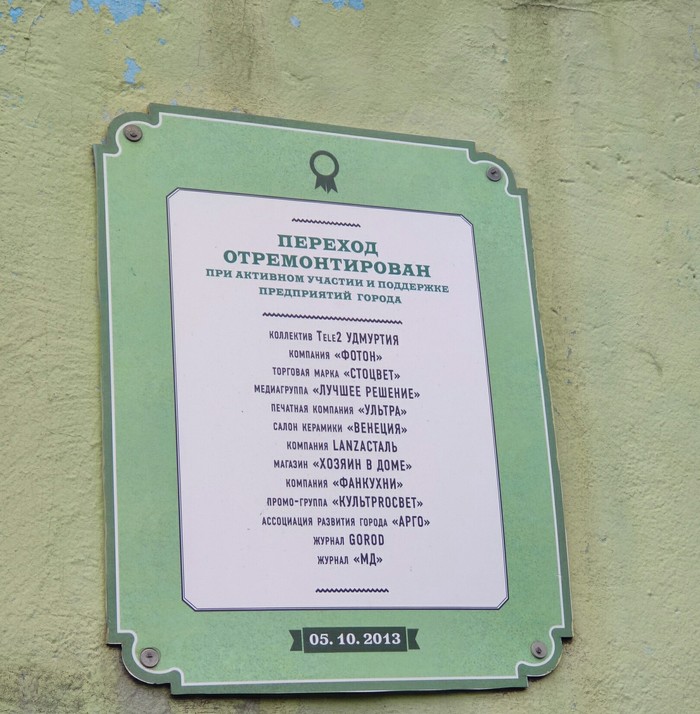 ПЕРЕХОД
ОТРЕМОНТИРОВАН
ПРИ АКТИВНОМ УЧАСТИИ И ПОДДЕРЖКЕ
ПРЕДПРИЯТИЙ ГОРОДА
КОЛЛЕКТИВ TELE2 УДМУРТИЯ
КОМПАНИЯ «ФОТОН»
ТОРГОВАЯ МАРКА «СТОЦВЕТ»
МЕДИАГРУППА «ЛУЧШЕЕ РЕШЕНИЕ»
ПЕЧАТНАЯ КОМПАНИЯ «УЛЬТРА»
САЛОН КЕРАМИКИ «ВЕНЕЦИЯ»
КОМПАНИЯ LANZAСТАЛЬ
МАГАЗИН «ХОЗЯИН В ДОМЕ»
КОМПАНИЯ «ФАНКУХНИ»
ПРОМО-ГРУППА «КУЛЬТPROСВЕТ»
АССОЦИАЦИЯ РАЗВИТИЯ ГОРОДА «АРГО»
ЖУРНАЛ GOROD
ЖУРНАЛ «МД»
05.10.2013